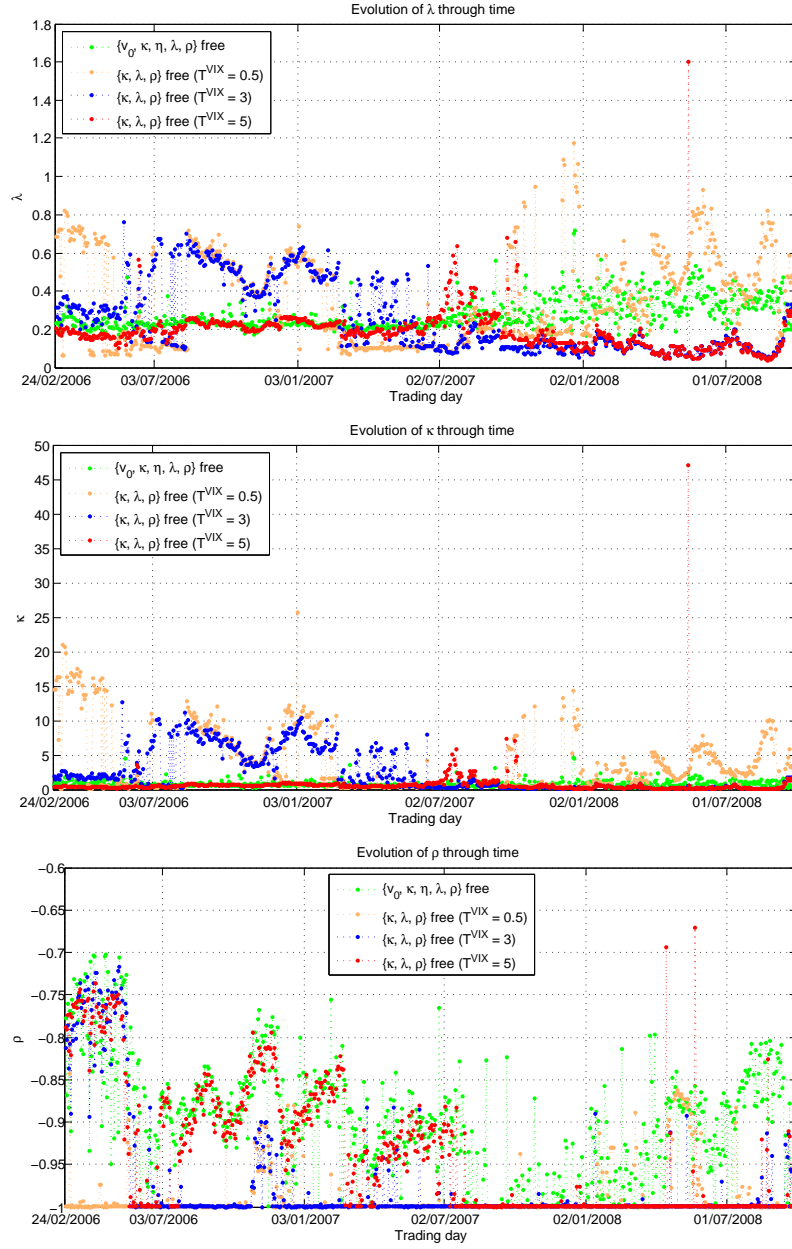 Evolution of λ through time
1.8
1.6
1.4
1.2
1
0.8
0.6
0.4
0.2
0
λ
{v0, κ, η, λ, ρ} free
{κ, λ, ρ} free (T^VIX = 0.5)
{κ, λ, ρ} free (T^VIX = 3)
{κ, λ, ρ} free (T^VIX = 5)
24/02/2006 03/07/2006 03/01/2007 02/07/2007 02/01/2008 01/07/2008
Trading day
Evolution of κ through time
50
45
40
35
30
25
20
15
10
5
0
κ
{v0, κ, η, λ, ρ} free
{κ, λ, ρ} free (T^VIX = 0.5)
{κ, λ, ρ} free (T^VIX = 3)
{κ, λ, ρ} free (T^VIX = 5)
24/02/2006 03/07/2006 03/01/2007 02/07/2007 02/01/2008 01/07/2008
Trading day
Evolution of ρ through time
−0.6
−0.65
−0.7
−0.75
−0.8
−0.85
−0.9
−0.95
−1
ρ
{v0, κ, η, λ, ρ} free
{κ, λ, ρ} free (T^VIX = 0.5)
{κ, λ, ρ} free (T^VIX = 3)
{κ, λ, ρ} free (T^VIX = 5)
24/02/2006 03/07/2006 03/01/2007 02/07/2007 02/01/2008 01/07/2008
Trading day